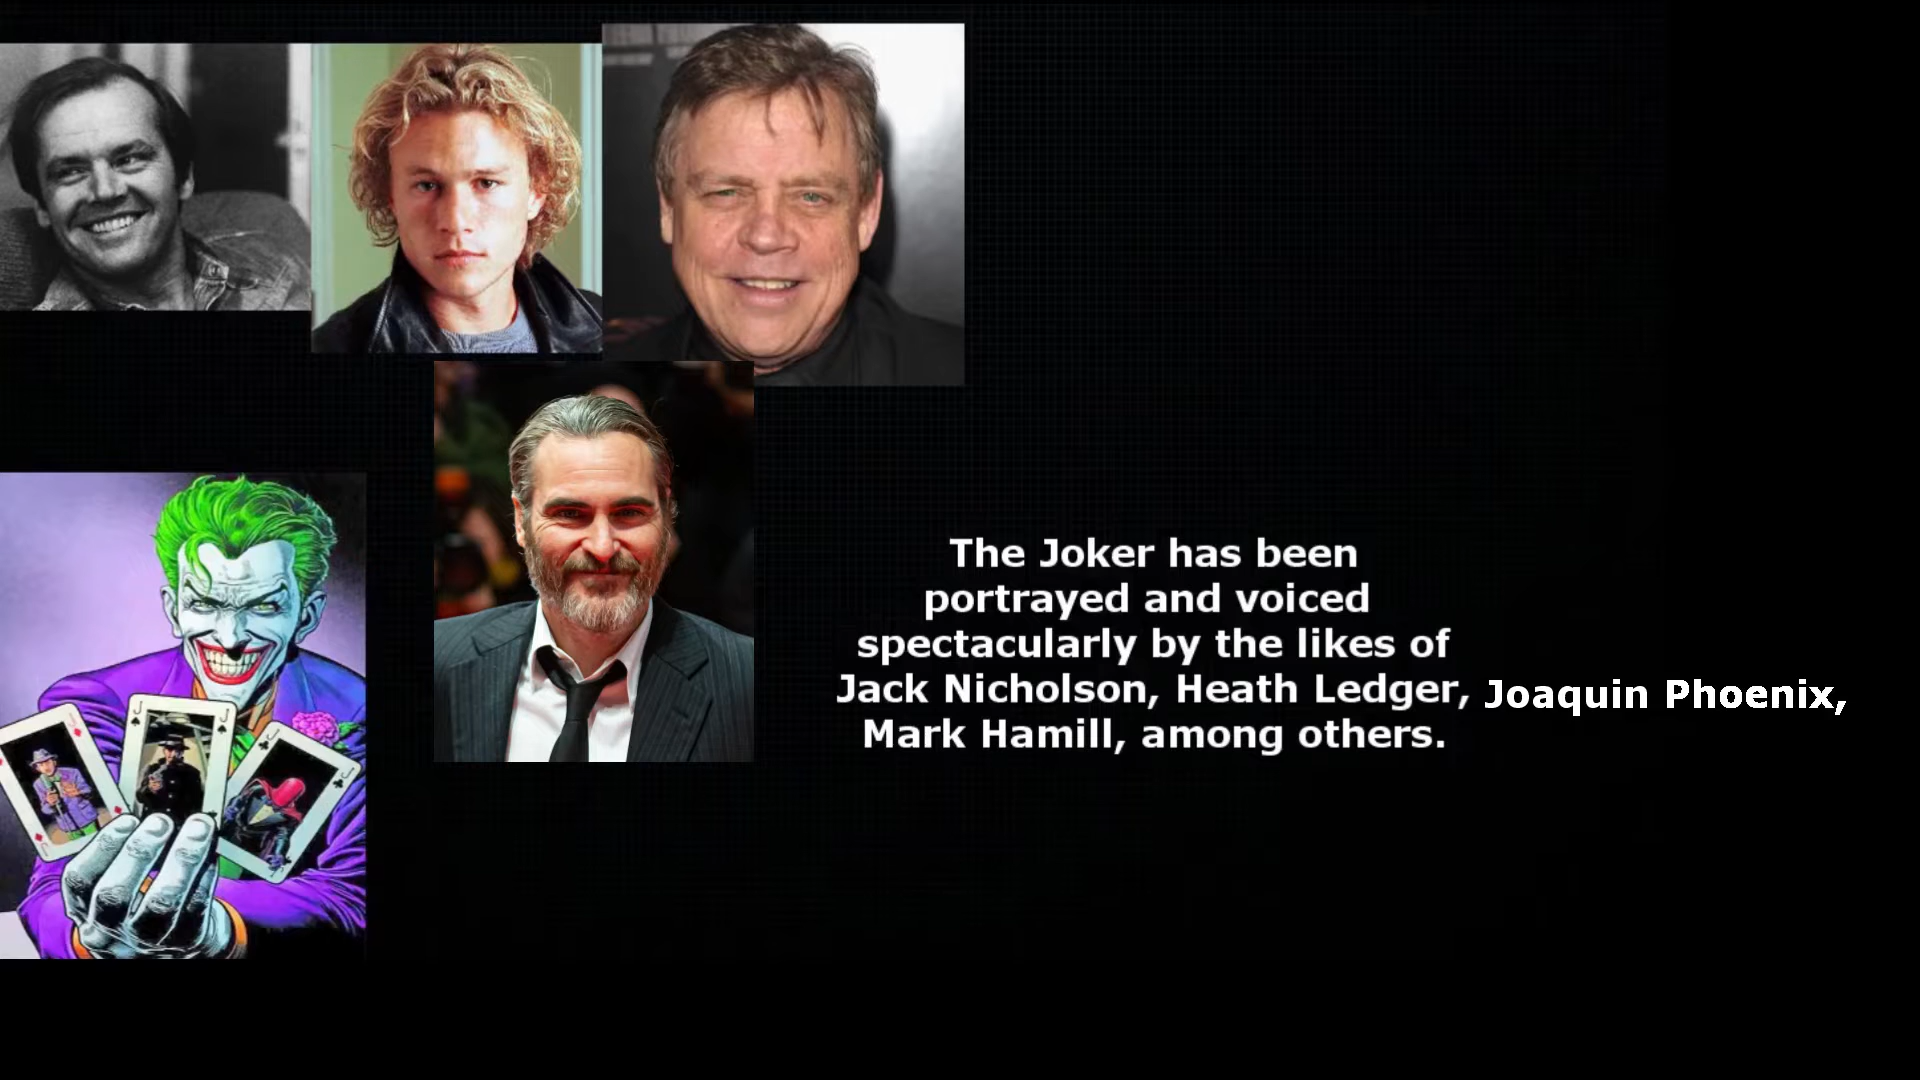 The Joker has been
portrayed and voiced
spectacularly by the likes of
Jack Nicholson, Heath Ledger, Joaquin Phoenix,
Mark Hamill, among others.